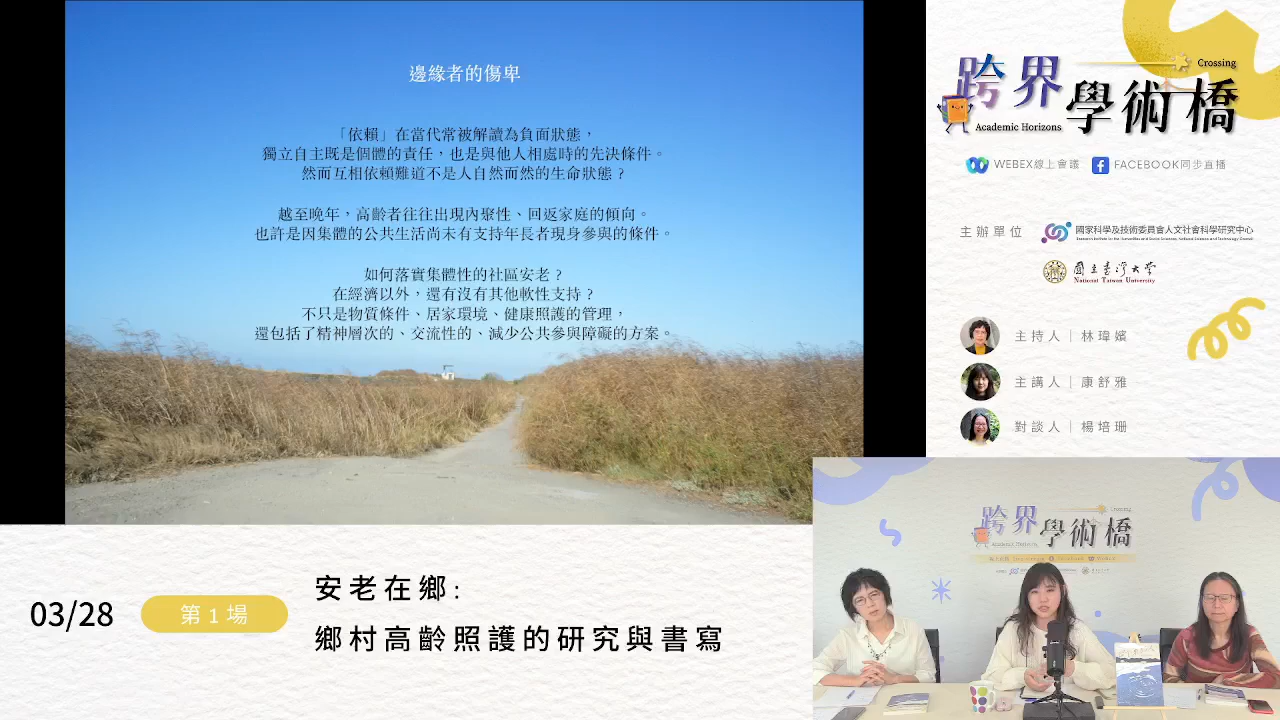 邊緣者的傷卑
「依賴」在當代常被解讀為負面狀態，
獨立自主既是個體的責任，也是與他人相處時的先決條件。
然而互相依賴難道不是人自然而然的生命狀態？
越至晚年，高齡者往往出現內聚性、回返家庭的傾向。
也許是因集體的公共生活尚未有支持年長者現身參與的條件。
如何落實集體性的社區安老？
在經濟以外，還有沒有其他軟性支持？
不只是物質條件、居家環境、健康照護的管理，
還包括了精神層次的、交流性的、減少公共參與障礙的方案。
跨界學術橋
Crossing
Academic Horizons
WEBEX線上會議
FACEBOOK同步直播
主辦單位
國家科學及技術委員會人文社會科學研究中心
國立臺灣大學
National Taiwan University
主持人｜林瑋嬪
主講人｜康舒雅
對談人｜楊培珊
跨界學術橋
03/28
第1場
安老在鄉：
鄉村高齡照護的研究與書寫